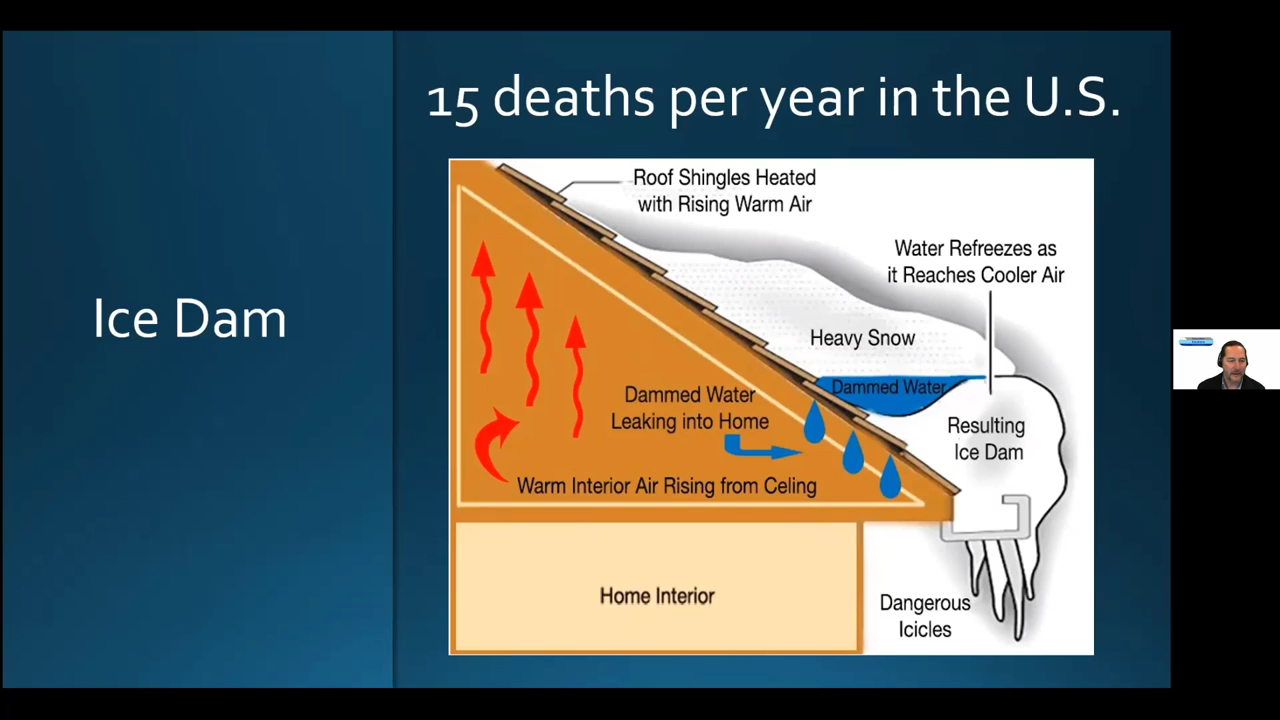 15 deaths per year in the U.S.
Ice Dam
Roof Shingles Heated
with Rising Warm Air
Water Refreezes as
it Reaches Cooler Air
Heavy Snow
Dammed Water
Dammed Water
Leaking into Home
Resulting
Ice Dam
Warm Interior Air Rising from Celing
Home Interior
Dangerous
Icicles